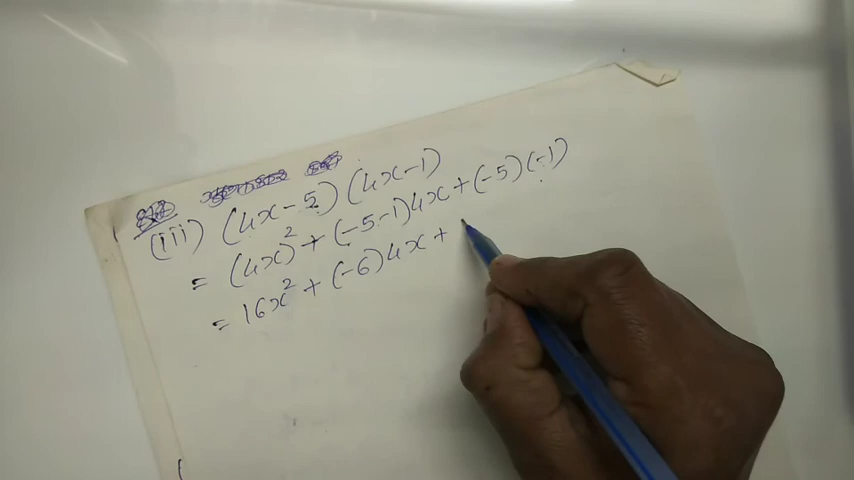 (iii) (4x-5)(4x-1)
= (4x)² + (-5-1)4x + (-5)(-1)
= 16x² + (-6)4x +